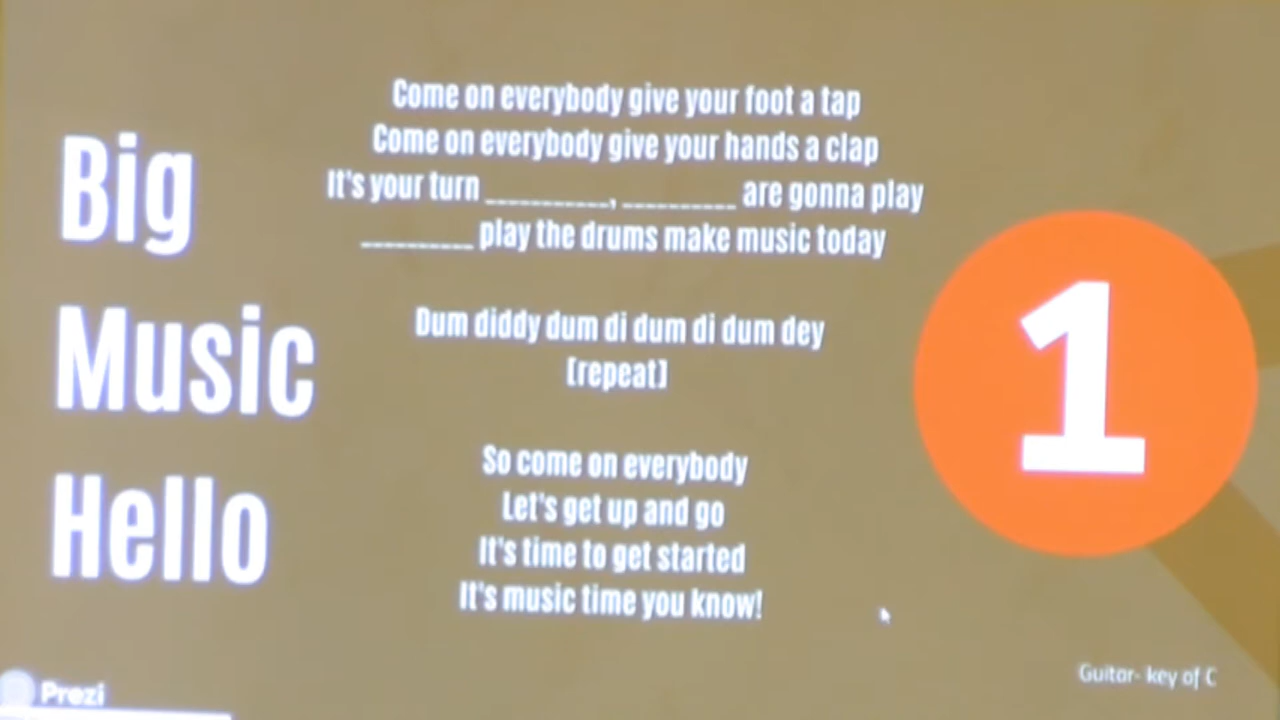 Big
Music
Hello
Come on everybody give your foot a tap
Come on everybody give your hands a clap
It's your turn ___________, __________ are gonna play
__________ play the drums make music today
Dum diddy dum di dum di dum dey
[repeat]
So come on everybody
Let's get up and go
It's time to get started
It's music time you know!
1
Guitar- key of C
Prezi